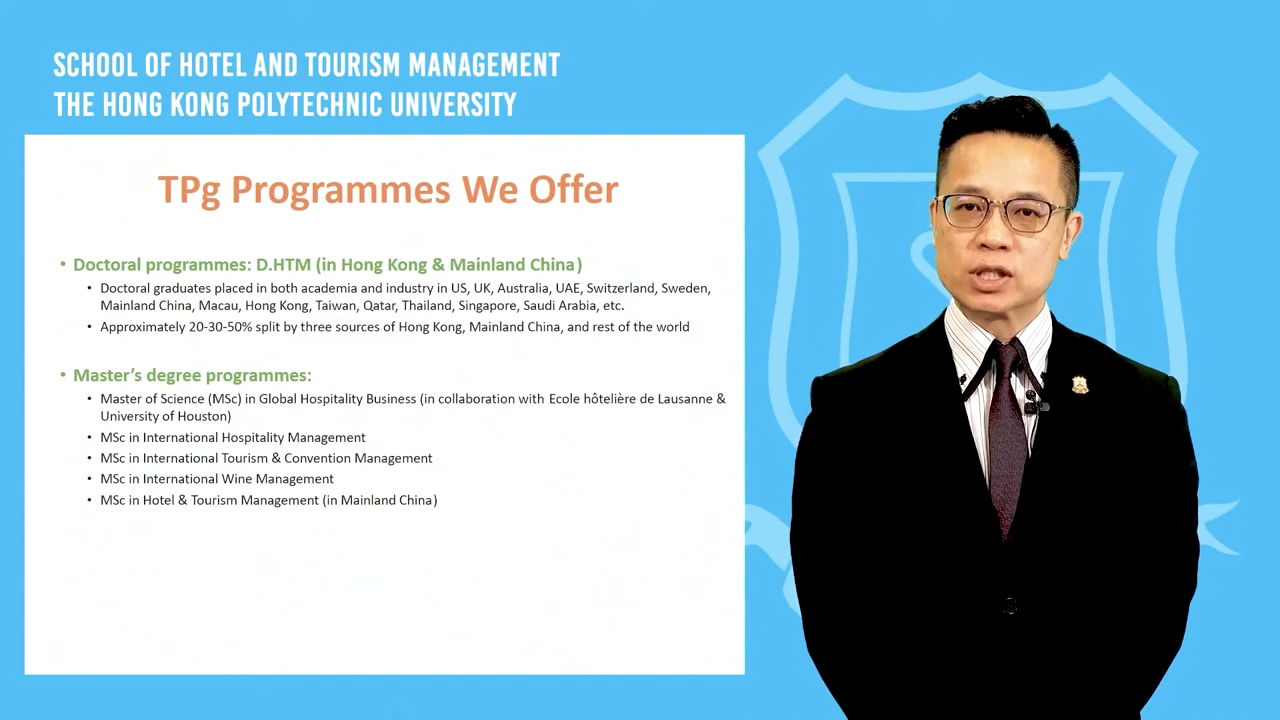 SCHOOL OF HOTEL AND TOURISM MANAGEMENT
THE HONG KONG POLYTECHNIC UNIVERSITY
TPg Programmes We Offer
• Doctoral programmes: D.HTM (in Hong Kong & Mainland China)
• Doctoral graduates placed in both academia and industry in US, UK, Australia, UAE, Switzerland, Sweden,
Mainland China, Macau, Hong Kong, Taiwan, Qatar, Thailand, Singapore, Saudi Arabia, etc.
• Approximately 20-30-50% split by three sources of Hong Kong, Mainland China, and rest of the world
• Master's degree programmes:
• Master of Science (MSc) in Global Hospitality Business (in collaboration with Ecole hôtelière de Lausanne &
University of Houston)
• MSc in International Hospitality Management
• MSc in International Tourism & Convention Management
• MSc in International Wine Management
• MSc in Hotel & Tourism Management (in Mainland China)